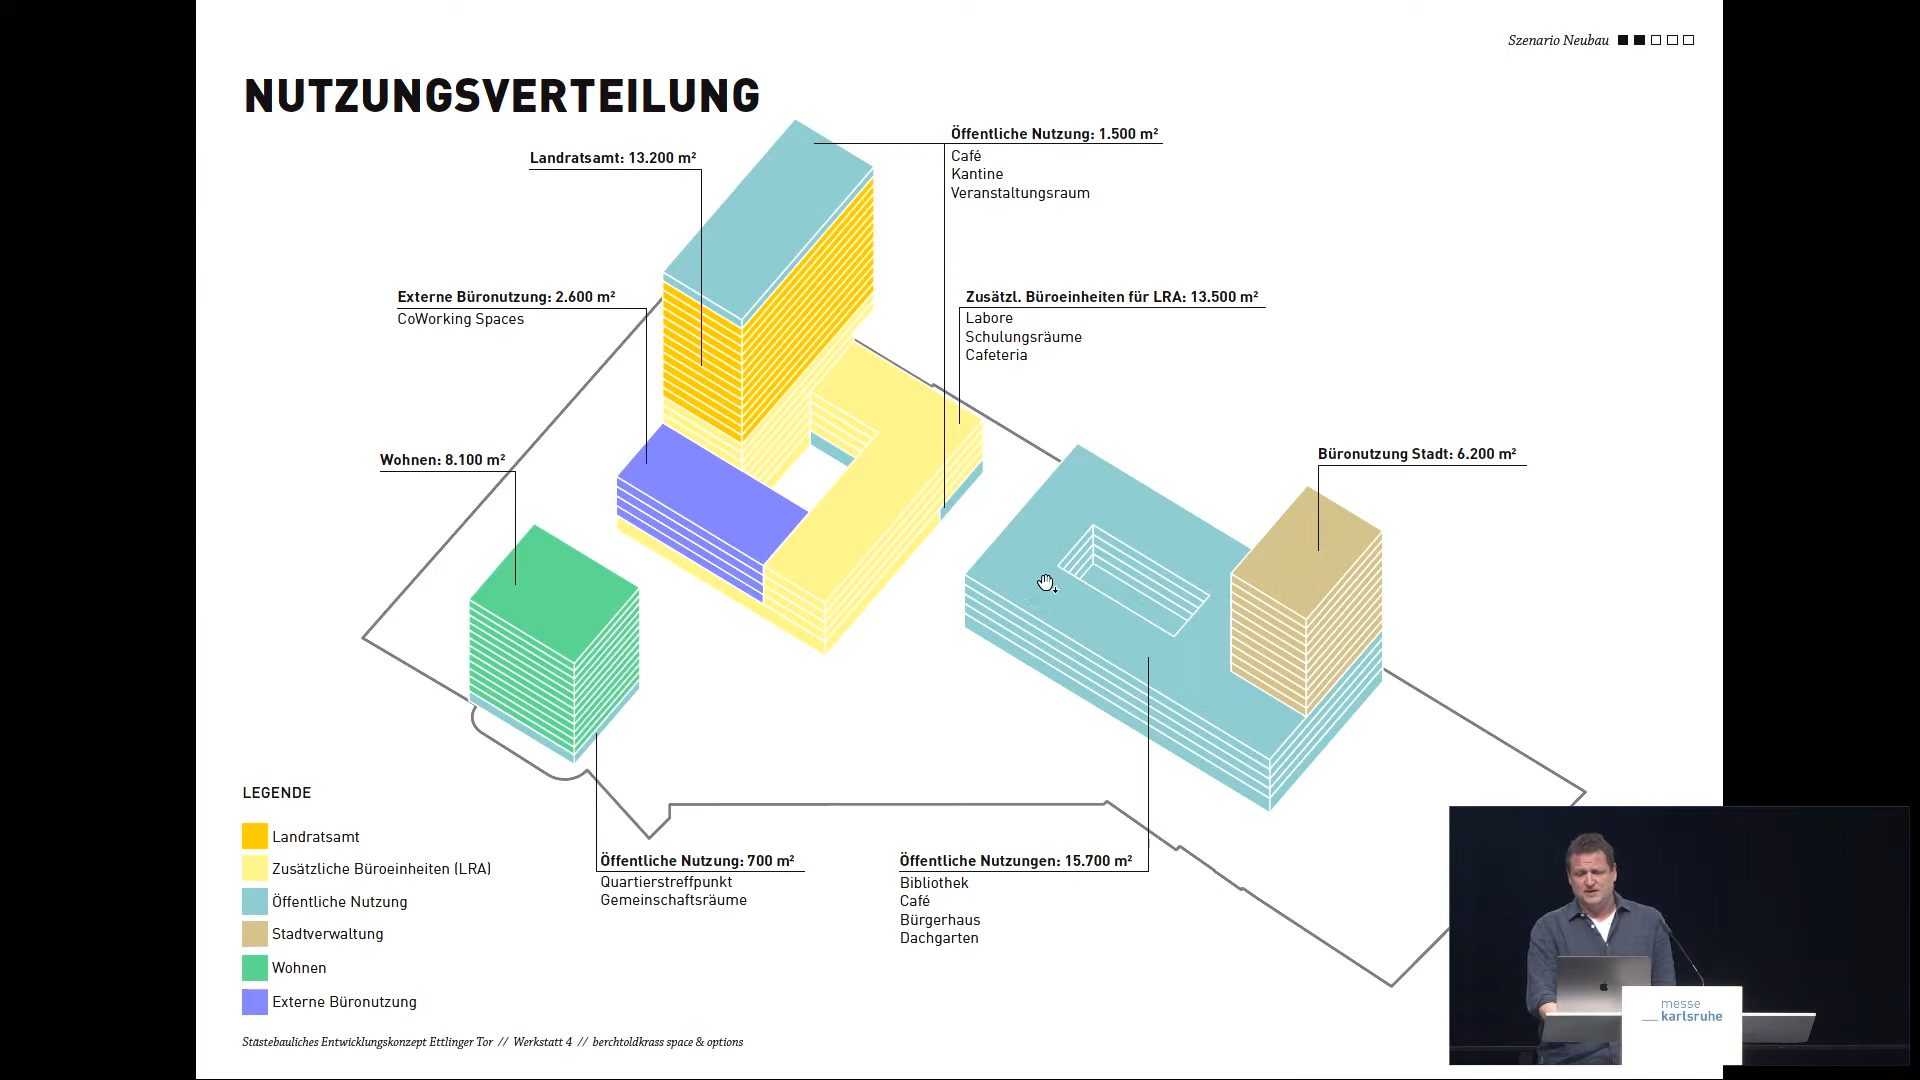 Szenario Neubau
NUTZUNGSVERTEILUNG
Öffentliche Nutzung: 1.500 m²
Café
Kantine
Veranstaltungsraum
Landratsamt: 13.200 m²
Externe Büronutzung: 2.600 m²
CoWorking Spaces
Zusätzl. Büroeinheiten für LRA: 13.500 m²
Labore
Schulungsräume
Cafeteria
Wohnen: 8.100 m²
Büronutzung Stadt: 6.200 m²
LEGENDE
Landratsamt
Zusätzliche Büroeinheiten (LRA)
Öffentliche Nutzung
Stadtverwaltung
Wohnen
Externe Büronutzung
Öffentliche Nutzung: 700 m²
Quartierstreffpunkt
Gemeinschaftsräume
Öffentliche Nutzungen: 15.700 m²
Bibliothek
Café
Bürgerhaus
Dachgarten
messe
karlsruhe
Städtebauliches Entwicklungskonzept Ettlinger Tor // Werkstatt 4 // berchtoldkrass space & options